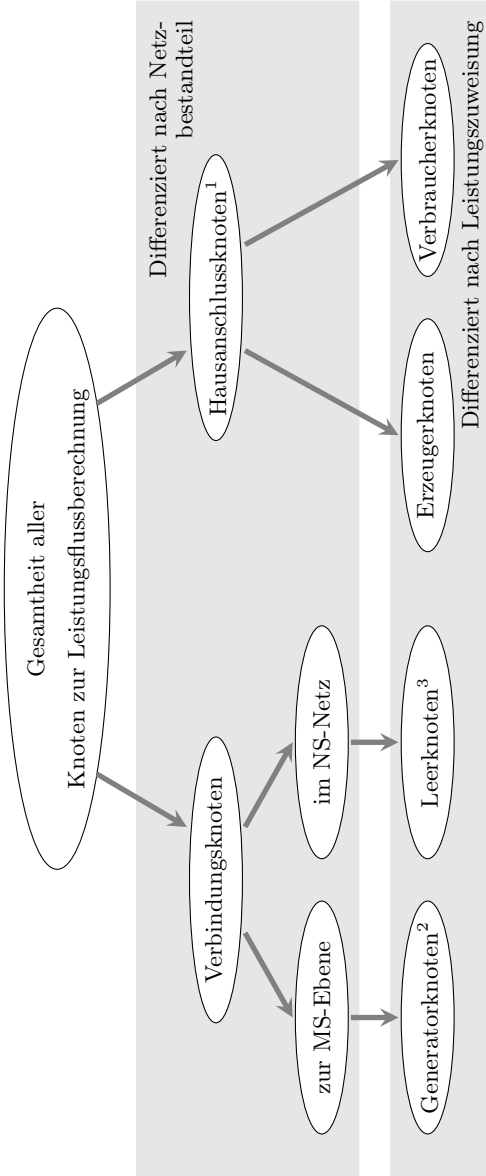 Gesamtheit aller
Knoten zur Leistungsflussberechnung
Differenziert nach Netz-
bestandteil
Verbindungsknoten
Hausanschlussknoten¹
zur MS-Ebene
im NS-Netz
Generatorknoten²
Leerknoten³
Erzeugerknoten
Verbraucherknoten
Differenziert nach Leistungszuweisung